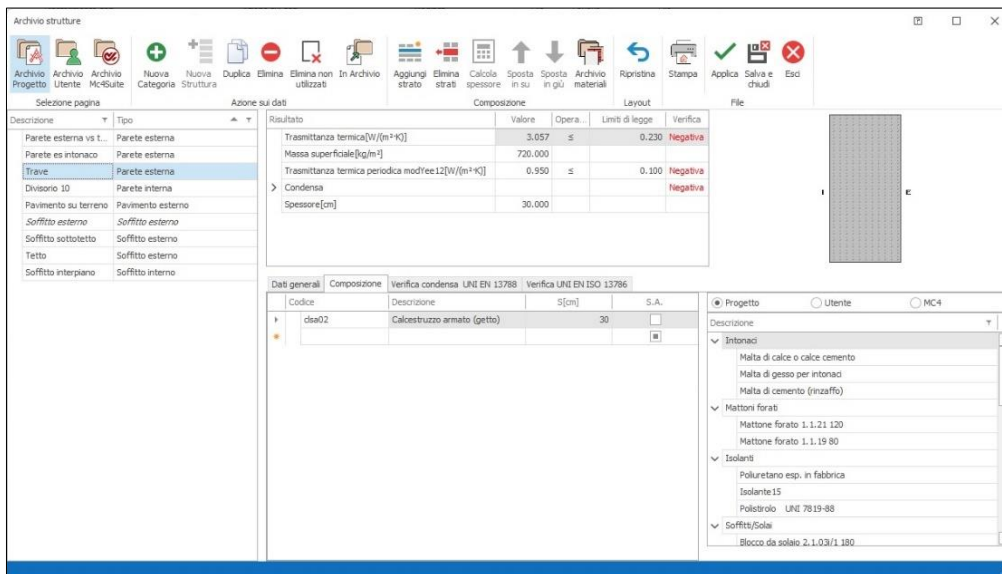 Archivo strutture
Archivio Progetto
Archivio Utente
Archivio Mc4Suite
Nuova Categoria
Nuova Struttura
Duplica
Elimina
Elimina non utilizzati
In Archivio
Aggiungi strato
Elimina strati
Calcola spessore
Sposta in su
Sposta in giù
Archivio materiali
Ripristina
Stampa
Applica
Salva e chiudi
Esci
Selezione pagina
Azione sui dati
Composizione
Layout
File
Descrizione Tipo
Parete esterna vs t... Parete esterna
Parete es intonaco Parete esterna
Trave Parete esterna
Divisorio 10 Parete interna
Pavimento su terreno Pavimento esterno
Soffitto esterno Soffitto esterno
Soffitto sottotetto Soffitto esterno
Tetto Soffitto esterno
Soffitto interpiano Soffitto interno
Risultato Valore Opera... Limiti di legge Verifica
Trasmittanza termica[W/(m²·K)] 3.057 ≤ 0.230 Negativa
Massa superficiale[kg/m²] 720.000
Trasmittanza termica periodica modYee12[W/(m²·K)] 0.950 ≤ 0.100 Negativa
Condensa Negativa
Spessore[cm] 30.000
I E
Dati generali Composizione Verifica condensa UNI EN 13788 Verifica UNI EN ISO 13786
Codice Descrizione S[cm] S.A.
clsa02 Calcestruzzo armato (getto) 30
Progetto Utente MC4
Descrizione
Intonaci
Malta di calce o calce cemento
Malta di gesso per intonaci
Malta di cemento (rinzaffo)
Mattoni forati
Mattone forato 1.1.21 120
Mattone forato 1.1.19 80
Isolanti
Poliuretano esp. in fabbrica
Isolante15
Polistirolo UNI 7819-88
Soffitti/Solai
Blocco da solaio 2.1.03i/1 180